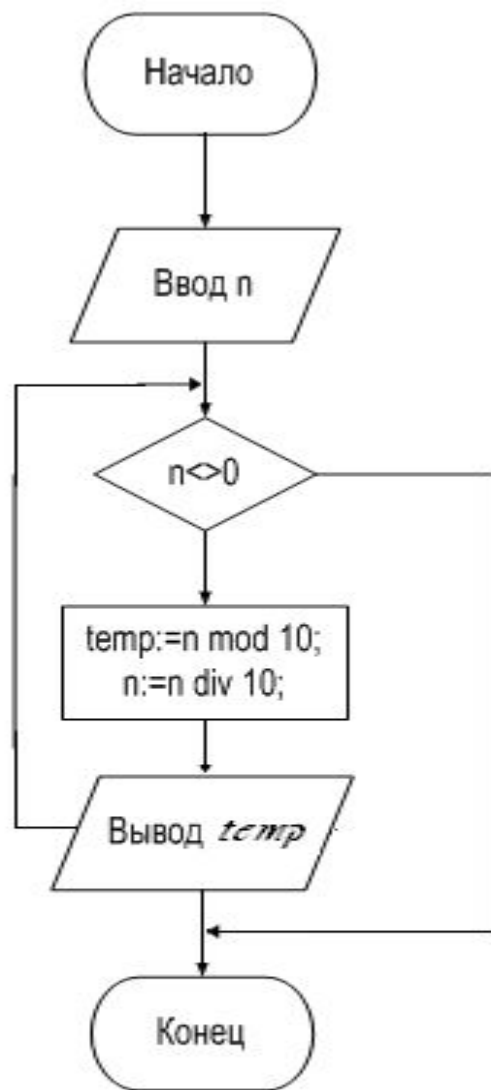 Начало
Ввод n
n<>0
temp:=n mod 10;
n:=n div 10;
Вывод temp
Конец